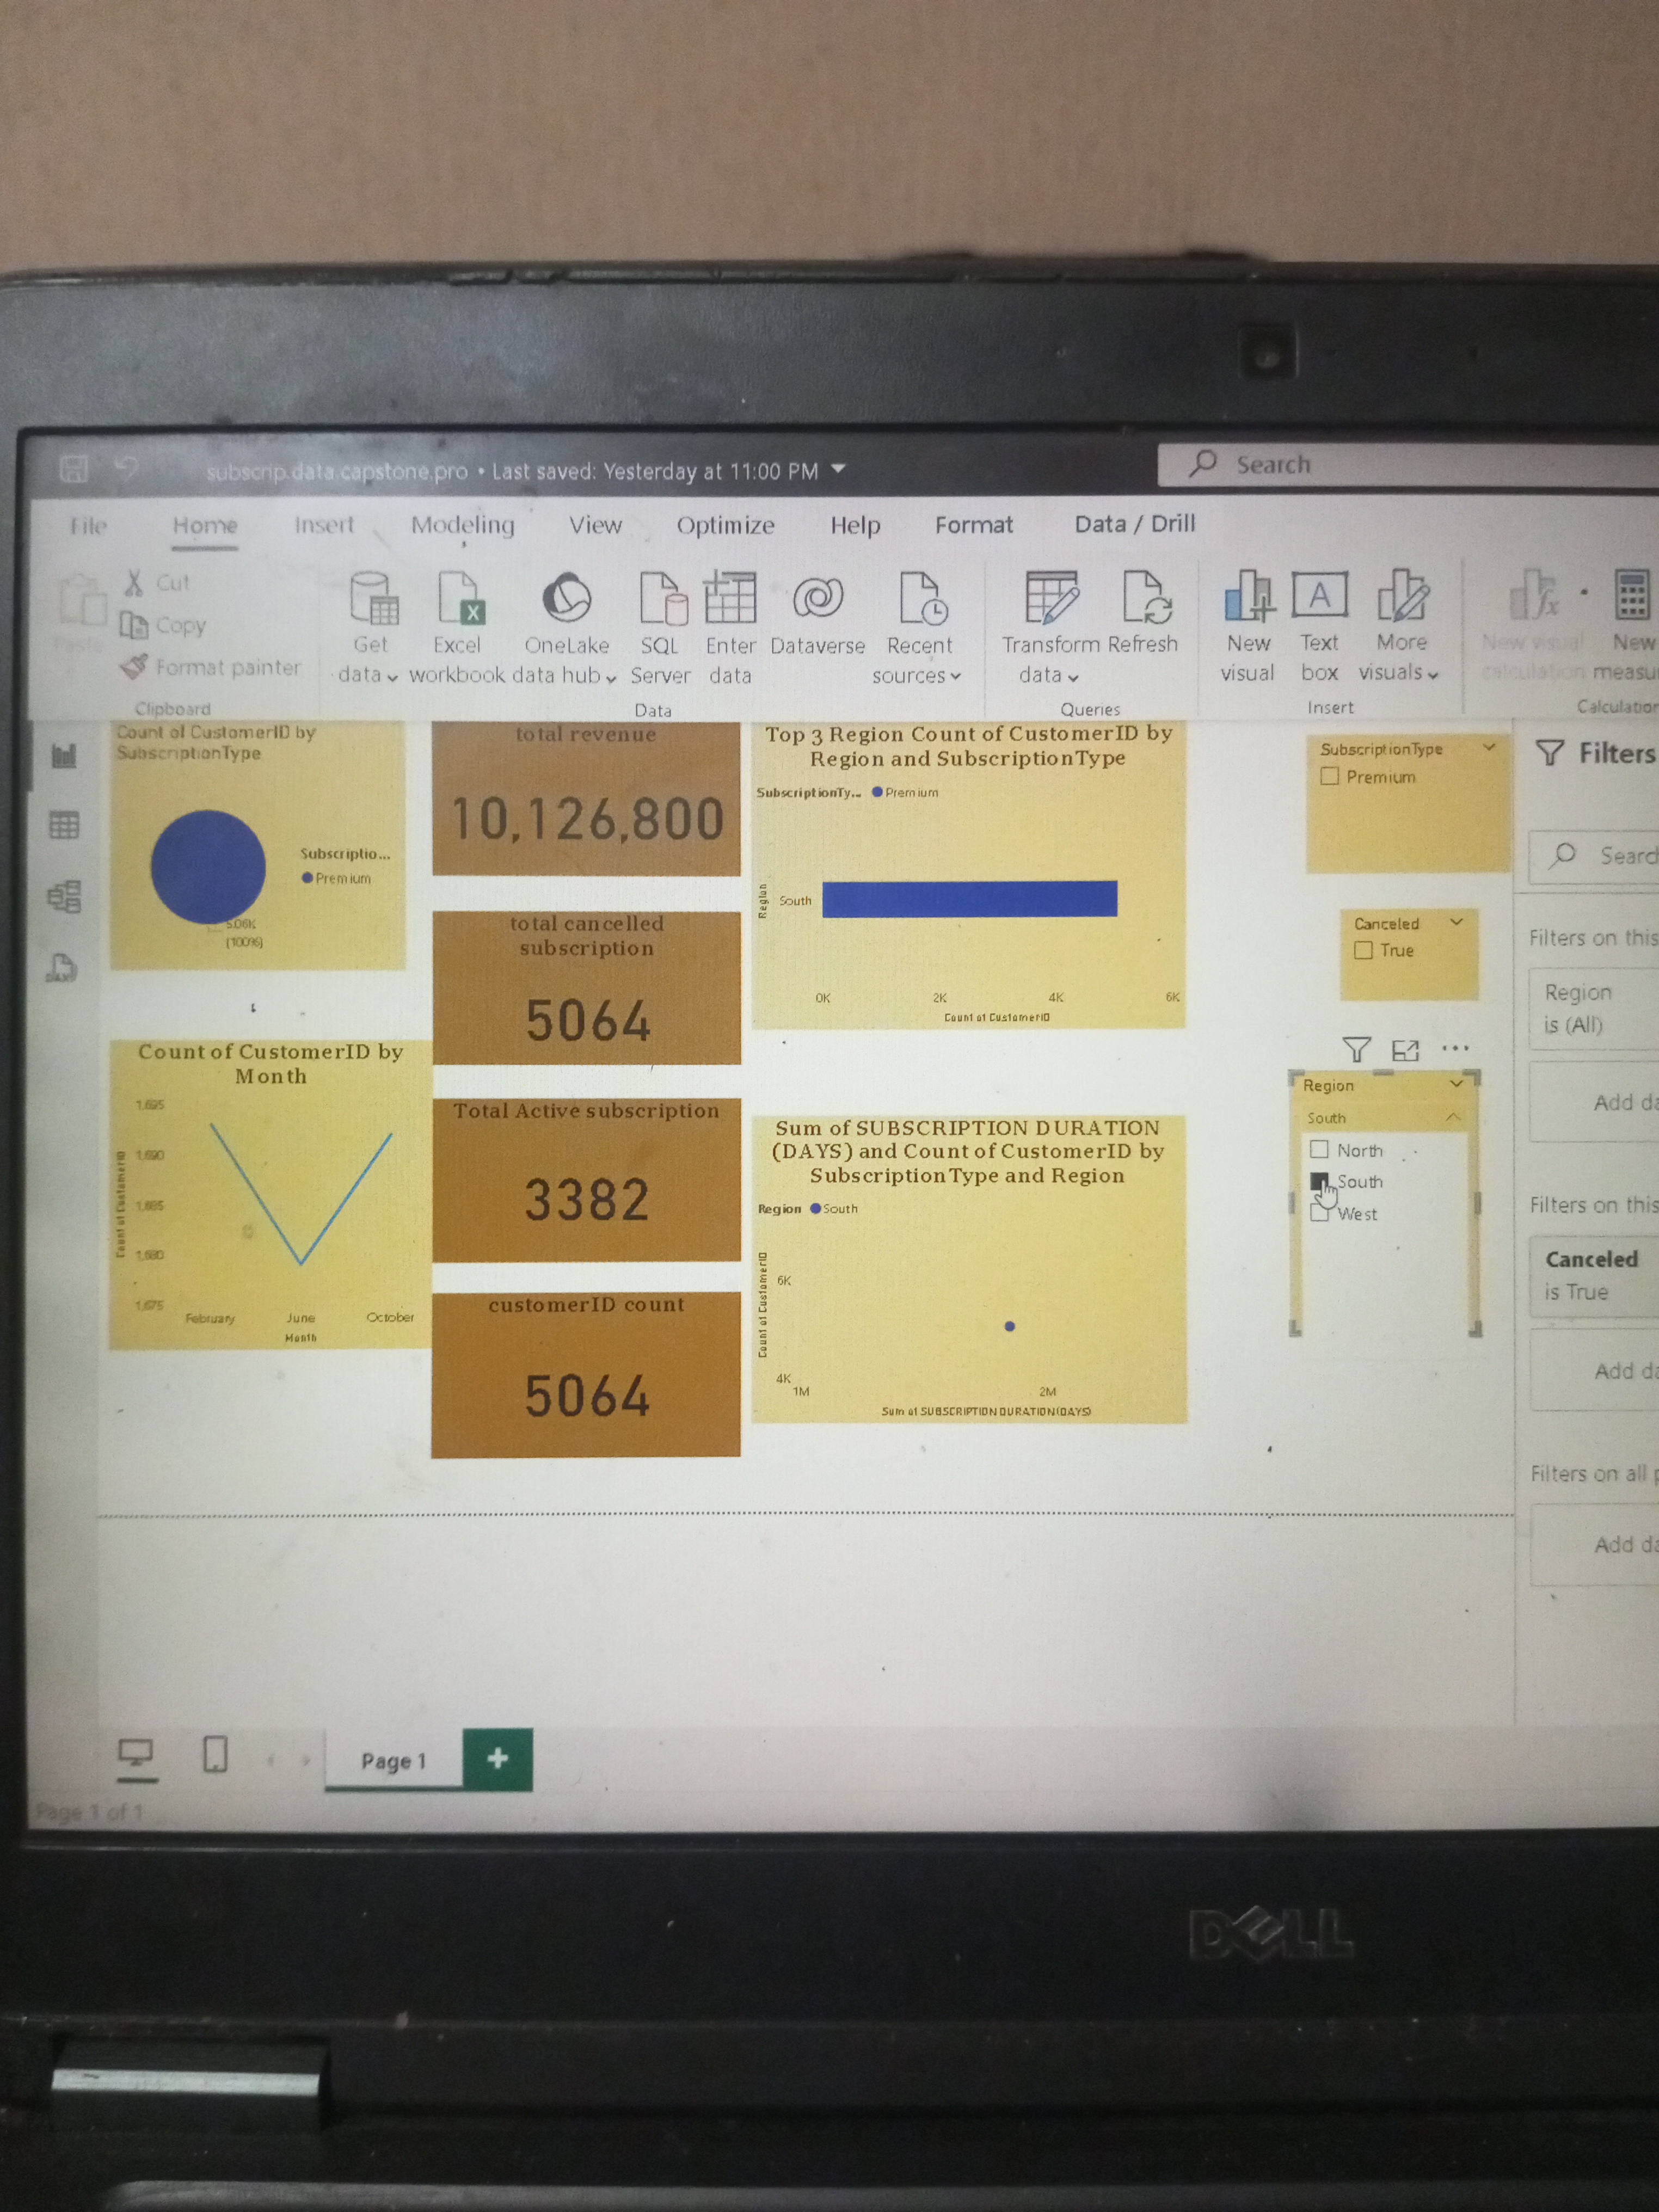 subscrip.data.capstone.pro • Last saved: Yesterday at 11:00 PM
Search
File Home Insert Modeling View Optimize Help Format Data / Drill
Paste
Cut
Copy
Format painter
Clipboard
Get data
Excel workbook
OneLake data hub
SQL Server
Enter data
Dataverse
Recent sources
Data
Transform data
Refresh
Queries
New visual
Text box
More visuals
Insert
New visual calculation
New
Count of CustomerID by
SubscriptionType
Subscriptio...
Premium
5.06K
(100%)
total revenue
10,126,800
total cancelled
subscription
5064
Total Active subscription
3382
customerID count
5064
Top 3 Region Count of CustomerID by
Region and SubscriptionType
SubscriptionTy... Premium
Region
South
0K 2K 4K 6K
Count of CustomerID
Count of CustomerID by
Month
Count of CustomerID
1,695
1,690
1,685
1,680
1,675
February June October
Month
Sum of SUBSCRIPTION DURATION
(DAYS) and Count of CustomerID by
SubscriptionType and Region
Region South
Count of CustomerID
6K
4K
1M 2M
Sum of SUBSCRIPTION DURATION(DAYS)
SubscriptionType
Premium
Canceled
True
Region
South
North
South
West
Filters
Filters on this
Region
is (All)
Add
Filters on this
Canceled
is True
Add
Filters on all
Add
DAX
Page 1
Page 1 of 1
DELL